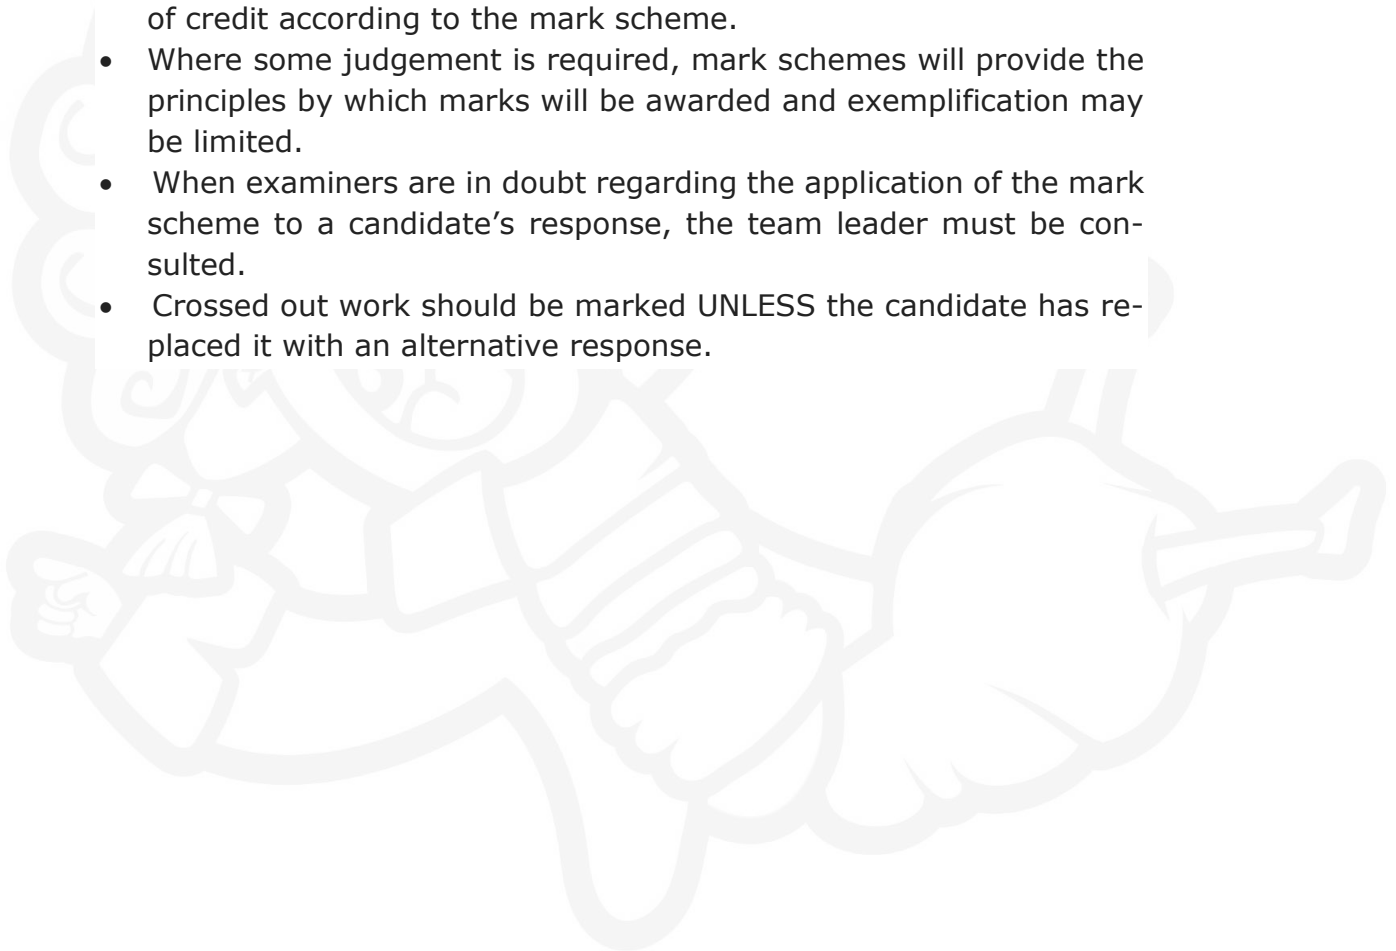 of credit according to the mark scheme.
• Where some judgement is required, mark schemes will provide the
principles by which marks will be awarded and exemplification may
be limited.
• When examiners are in doubt regarding the application of the mark
scheme to a candidate’s response, the team leader must be con-
sulted.
• Crossed out work should be marked UNLESS the candidate has re-
placed it with an alternative response.